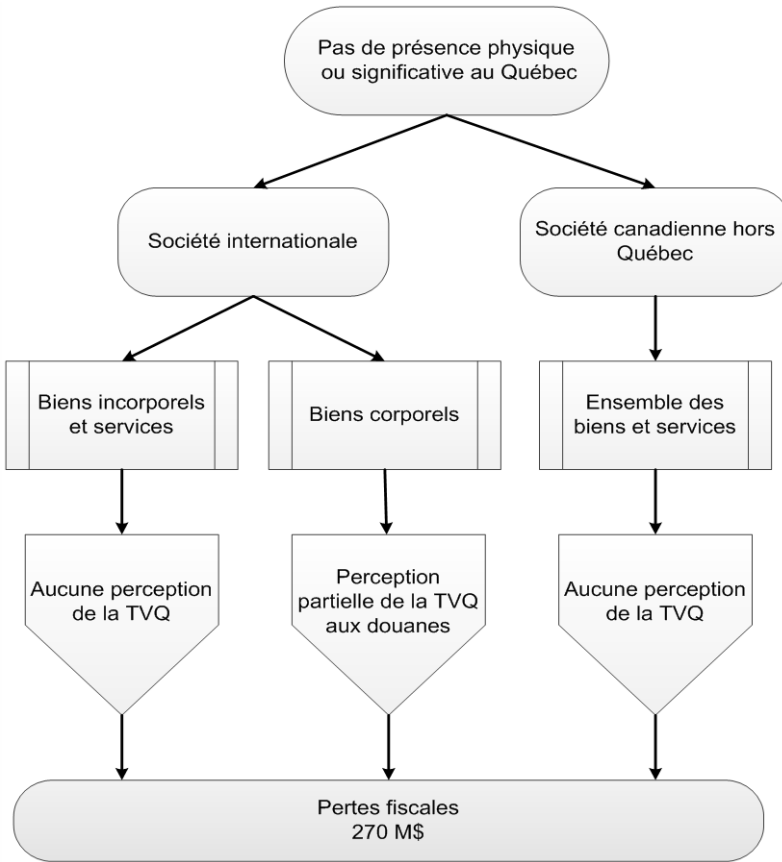 Pas de présence physique
ou significative au Québec
Société internationale
Société canadienne hors
Québec
Biens incorporels
et services
Biens corporels
Ensemble des
biens et services
Aucune perception
de la TVQ
Perception
partielle de la TVQ
aux douanes
Aucune perception
de la TVQ
Pertes fiscales
270 M$